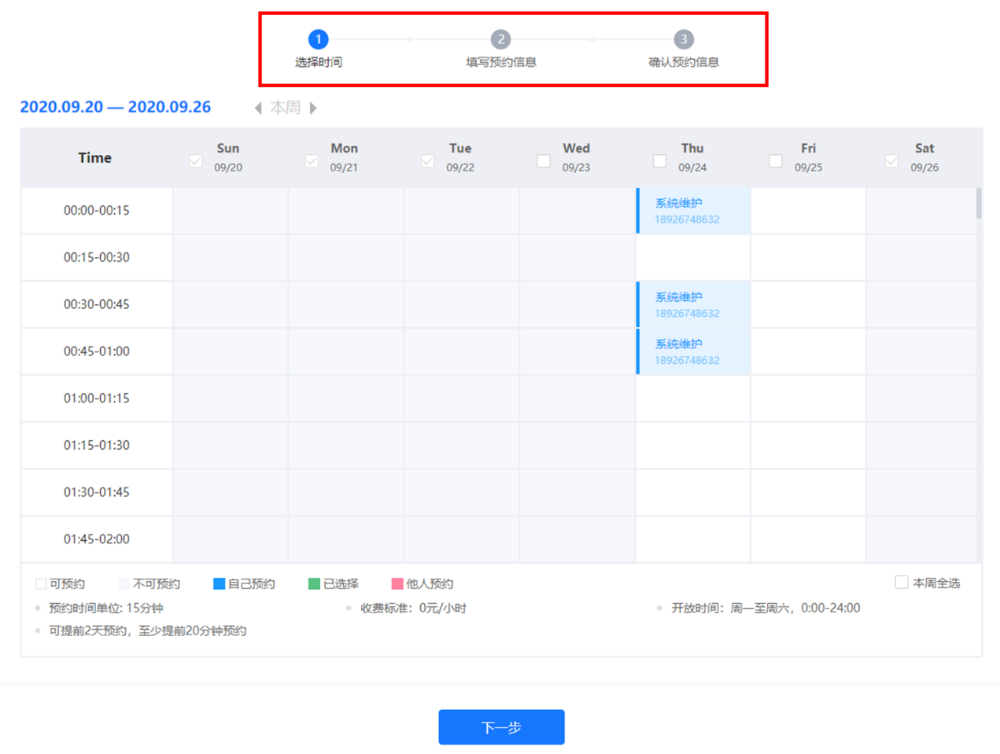 1 2 3
选择时间 填写预约信息 确认预约信息
2020.09.20 — 2020.09.26 本周
Time Sun 09/20 Mon 09/21 Tue 09/22 Wed 09/23 Thu 09/24 Fri 09/25 Sat 09/26
00:00-00:15 系统维护
18926748632
00:15-00:30
00:30-00:45 系统维护
18926748632
00:45-01:00 系统维护
18926748632
01:00-01:15
01:15-01:30
01:30-01:45
01:45-02:00
可预约 不可预约 自己预约 已选择 他人预约 本周全选
预约时间单位: 15分钟 收费标准：0元/小时 开放时间：周一至周六，0:00-24:00
可提前2天预约，至少提前20分钟预约
下一步